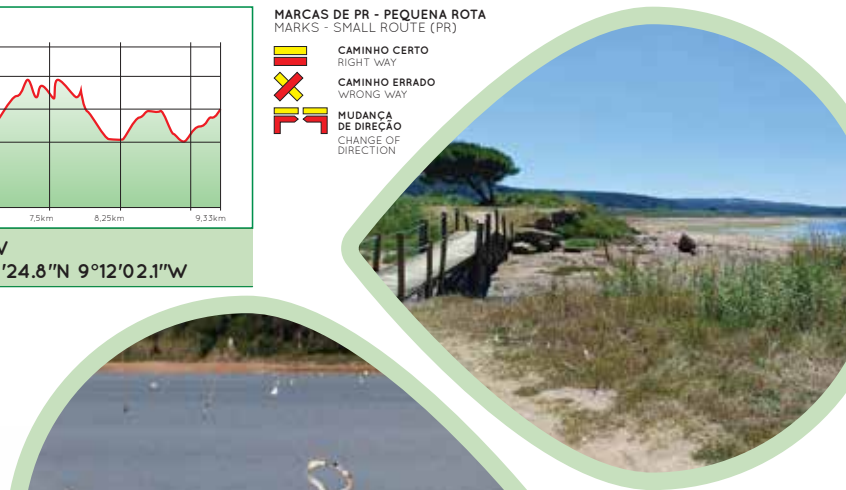 MARCAS DE PR - PEQUENA ROTA
MARKS - SMALL ROUTE (PR)
CAMINHO CERTO
RIGHT WAY
CAMINHO ERRADO
WRONG WAY
MUDANÇA
DE DIREÇÃO
CHANGE OF
DIRECTION
7,5km
8,25km
9,33km
'24.8"N 9°12'02.1"W